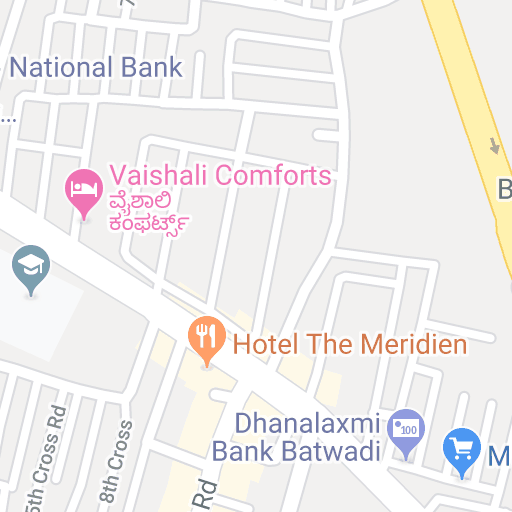 National Bank
...
Vaishali Comforts
ವೈಶಾಲಿ
ಕಂಫರ್ಟ್ಸ್
B
Hotel The Meridien
Dhanalaxmi
Bank Batwadi
100
M
5th Cross Rd
8th Cross
Rd